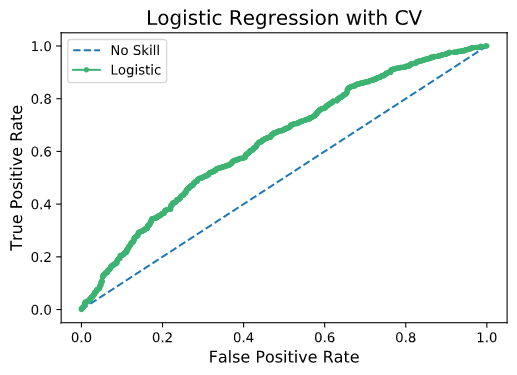 Logistic Regression with CV
No Skill
Logistic
True Positive Rate
1.0
0.8
0.6
0.4
0.2
0.0
0.0 0.2 0.4 0.6 0.8 1.0
False Positive Rate